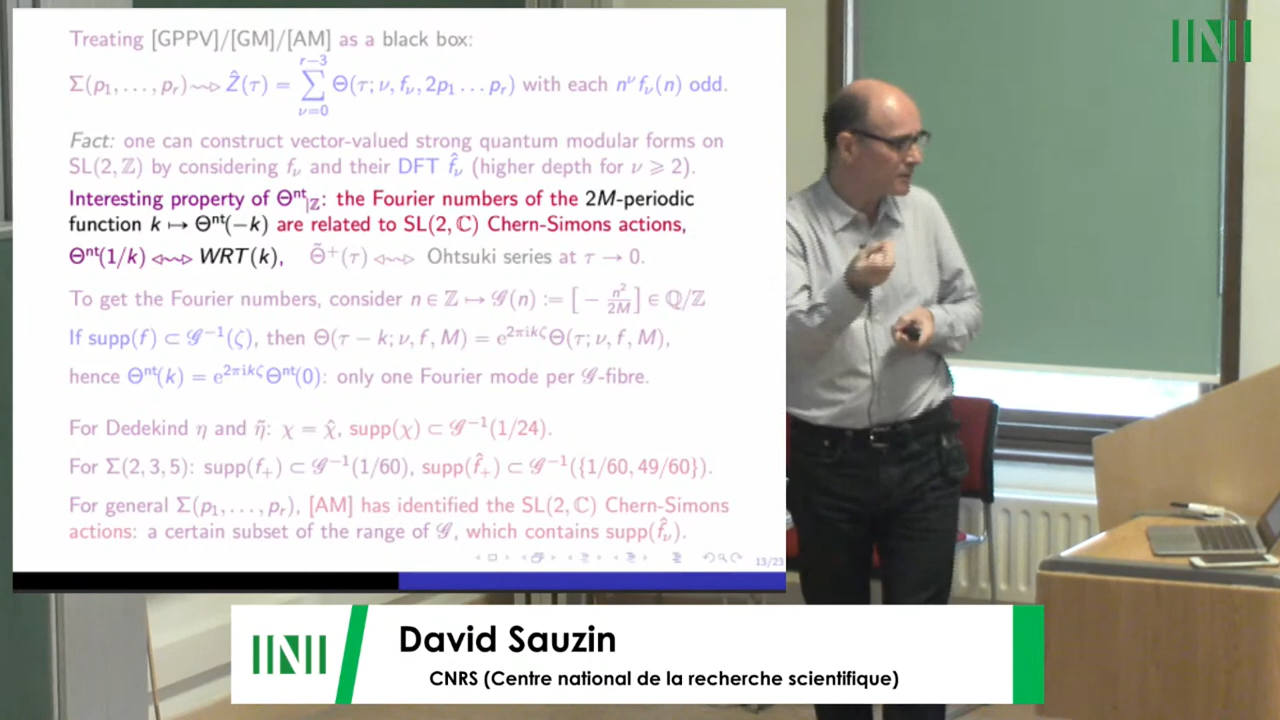 Treating [GPPV]/[GM]/[AM] as a black box:
Σ(p₁, . . . , pᵣ) ⇝ Ẑ(τ) = ∑_{ν=0}^{r−3} Θ(τ; ν, f_ν, 2p₁ . . . pᵣ) with each n^ν f_ν(n) odd.
Fact: one can construct vector-valued strong quantum modular forms on
SL(2, ℤ) by considering f_ν and their DFT f̂_ν (higher depth for ν ⩾ 2).
Interesting property of Θ^nt_|ℤ: the Fourier numbers of the 2M-periodic
function k ↦ Θ^nt(−k) are related to SL(2, ℂ) Chern-Simons actions,
Θ^nt(1/k) ⇜⇝ WRT(k), Θ̃⁺(τ) ⇜⇝ Ohtsuki series at τ → 0.
To get the Fourier numbers, consider n ∈ ℤ ↦ 𝒢(n) := [ − n²/2M ] ∈ ℚ/ℤ
If supp(f) ⊂ 𝒢⁻¹(ζ), then Θ(τ − k; ν, f, M) = e^{2πikζ}Θ(τ; ν, f, M),
hence Θ^nt(k) = e^{2πikζ}Θ^nt(0): only one Fourier mode per 𝒢-fibre.
For Dedekind η and η̃: χ = χ̂, supp(χ) ⊂ 𝒢⁻¹(1/24).
For Σ(2, 3, 5): supp(f₊) ⊂ 𝒢⁻¹(1/60), supp(f̂₊) ⊂ 𝒢⁻¹({1/60, 49/60}).
For general Σ(p₁, . . . , pᵣ), [AM] has identified the SL(2, ℂ) Chern-Simons
actions: a certain subset of the range of 𝒢, which contains supp(f̂_ν).
13/23
David Sauzin
CNRS (Centre national de la recherche scientifique)